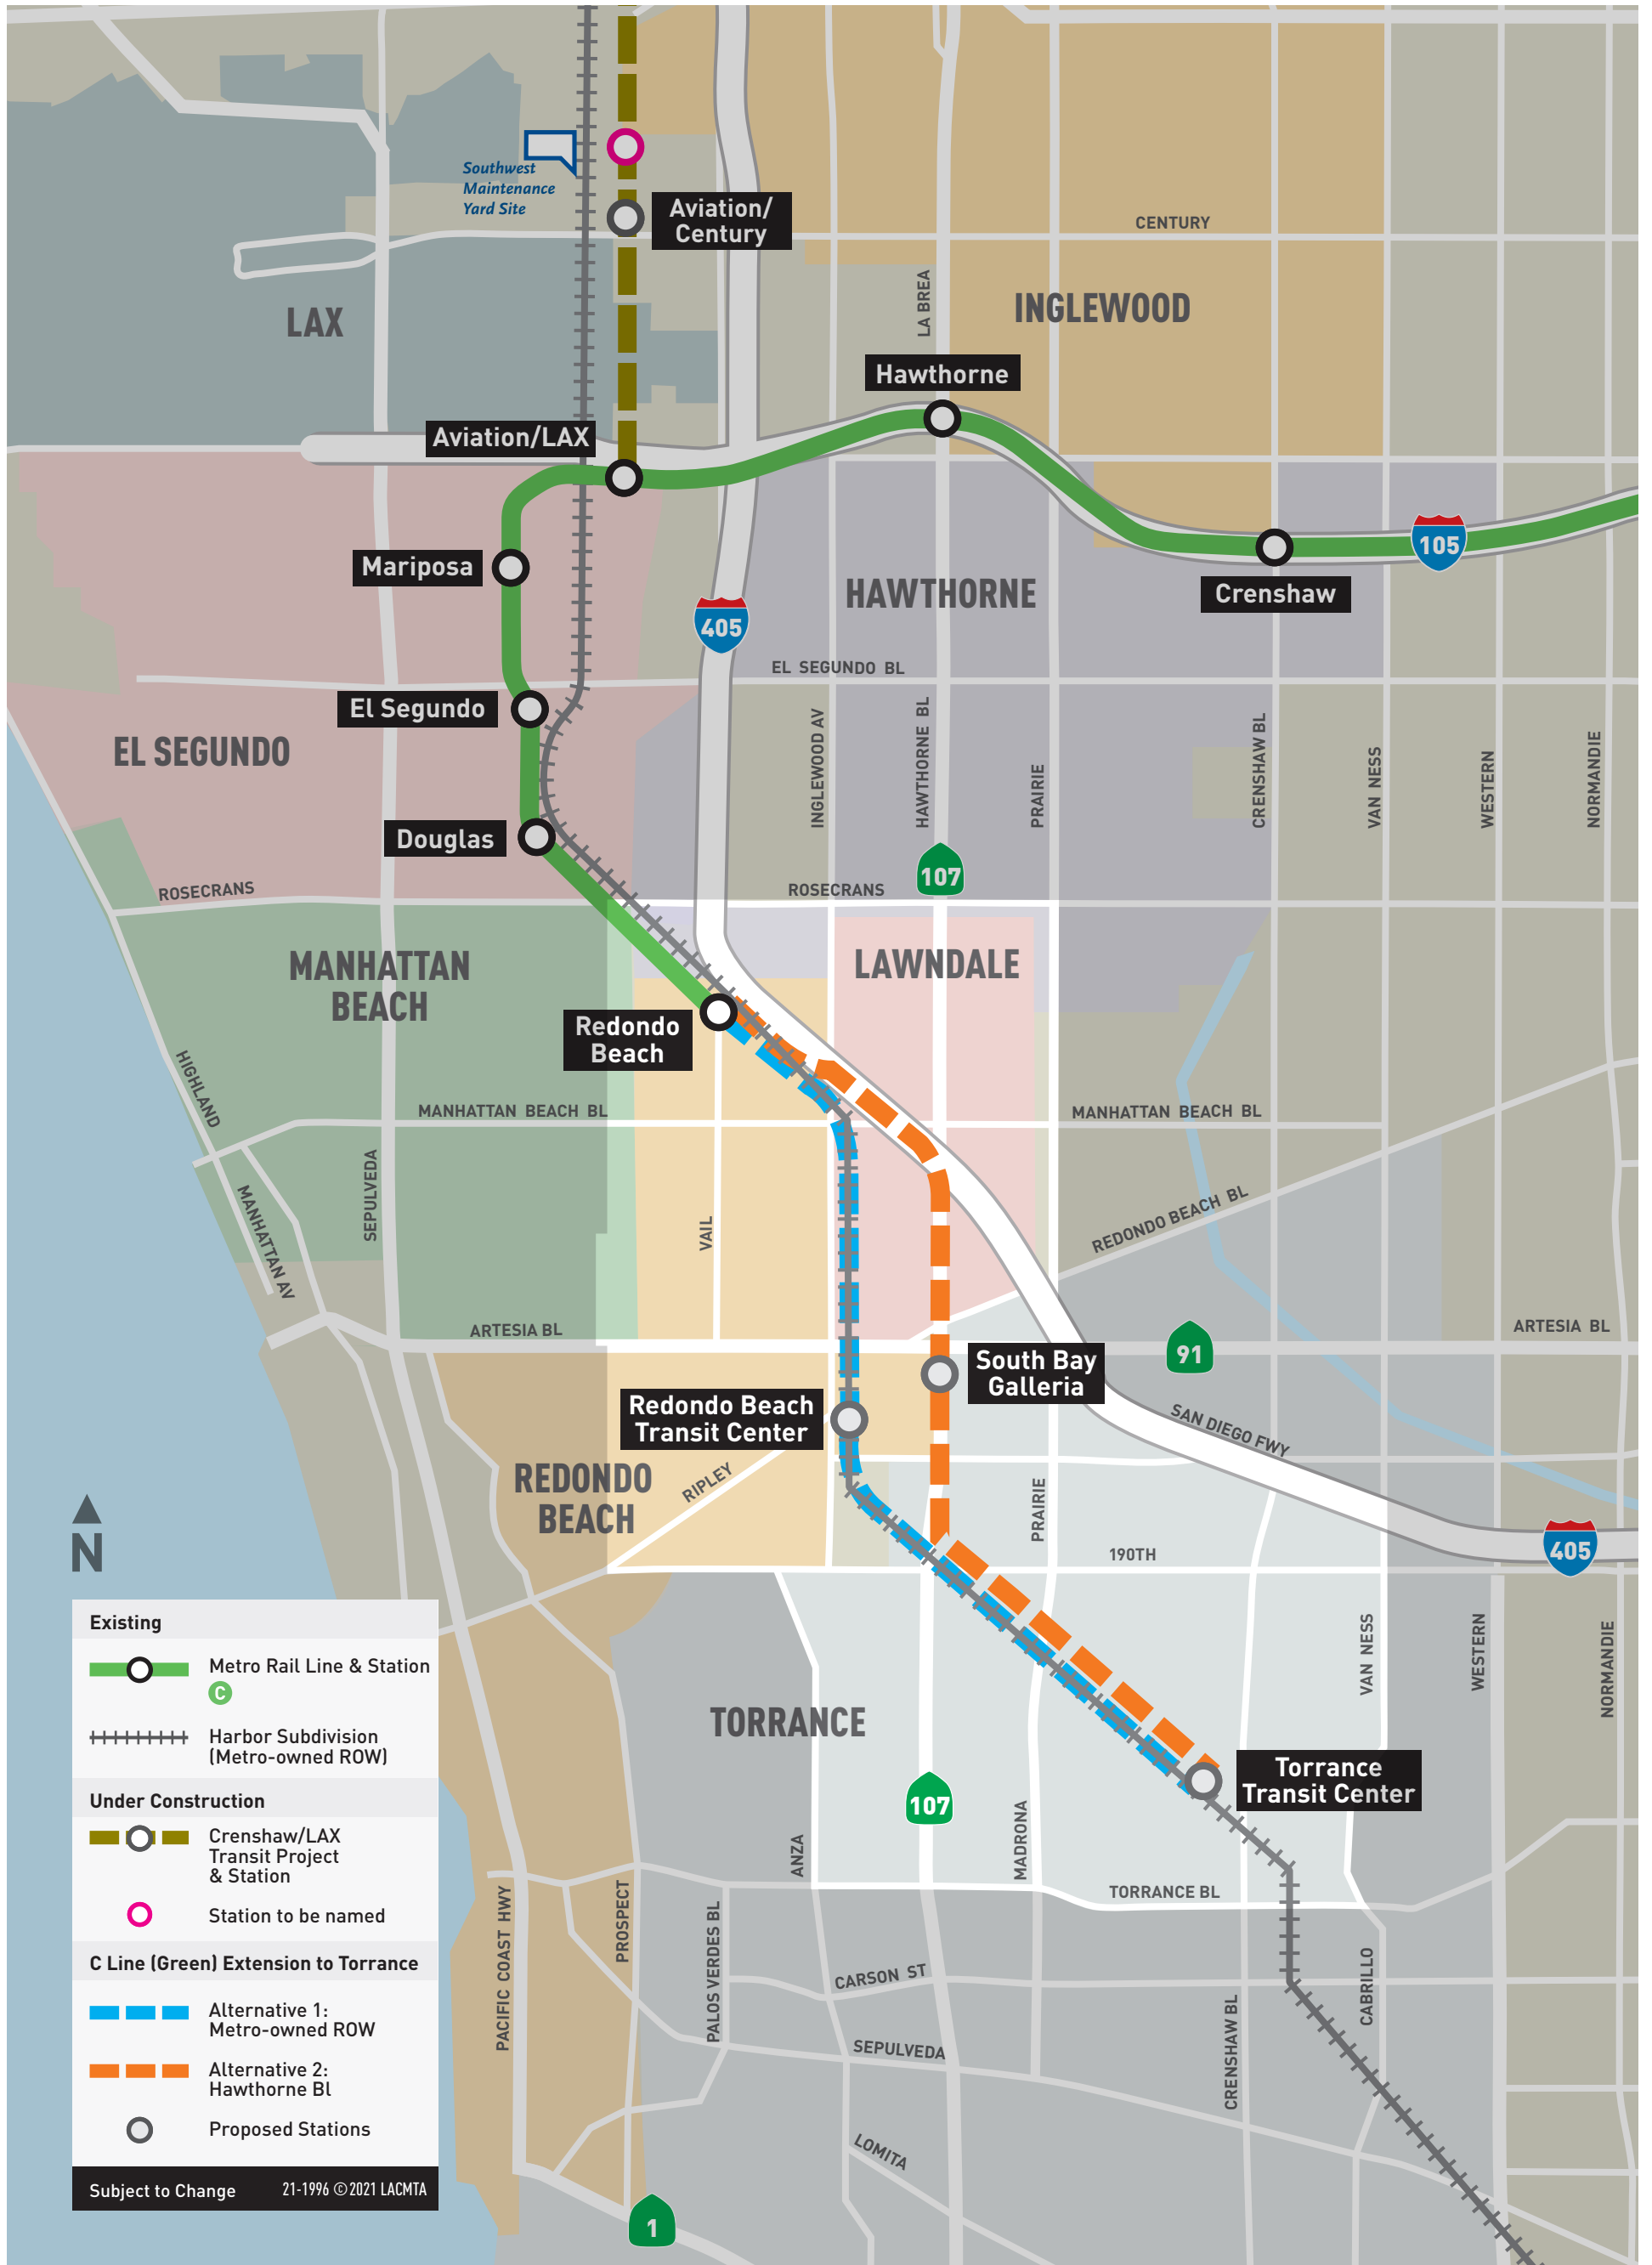 Southwest
Maintenance
Yard Site
Aviation/
Century
CENTURY
LA BREA
INGLEWOOD
LAX
Hawthorne
Aviation/LAX
105
Mariposa
HAWTHORNE
Crenshaw
405
EL SEGUNDO BL
El Segundo
EL SEGUNDO
INGLEWOOD AV
HAWTHORNE BL
PRAIRIE
CRENSHAW BL
VAN NESS
WESTERN
NORMANDIE
Douglas
107
ROSECRANS
ROSECRANS
MANHATTAN
BEACH
LAWNDALE
Redondo
Beach
HIGHLAND
MANHATTAN BEACH BL
MANHATTAN BEACH BL
SEPULVEDA
MANHATTAN AV
VAIL
REDONDO BEACH BL
ARTESIA BL
ARTESIA BL
91
South Bay
Galleria
Redondo Beach
Transit Center
SAN DIEGO FWY
REDONDO
BEACH
RIPLEY
PRAIRIE
N
190TH
405
VAN NESS
WESTERN
NORMANDIE
TORRANCE
Torrance
Transit Center
107
ANZA
MADRONA
TORRANCE BL
PACIFIC COAST HWY
PROSPECT
PALOS VERDES BL
CARSON ST
CRENSHAW BL
CABRILLO
SEPULVEDA
LOMITA
1
Existing
Metro Rail Line & Station
C
Harbor Subdivision
(Metro-owned ROW)
Under Construction
Crenshaw/LAX
Transit Project
& Station
Station to be named
C Line (Green) Extension to Torrance
Alternative 1:
Metro-owned ROW
Alternative 2:
Hawthorne Bl
Proposed Stations
Subject to Change 21-1996 ©2021 LACMTA